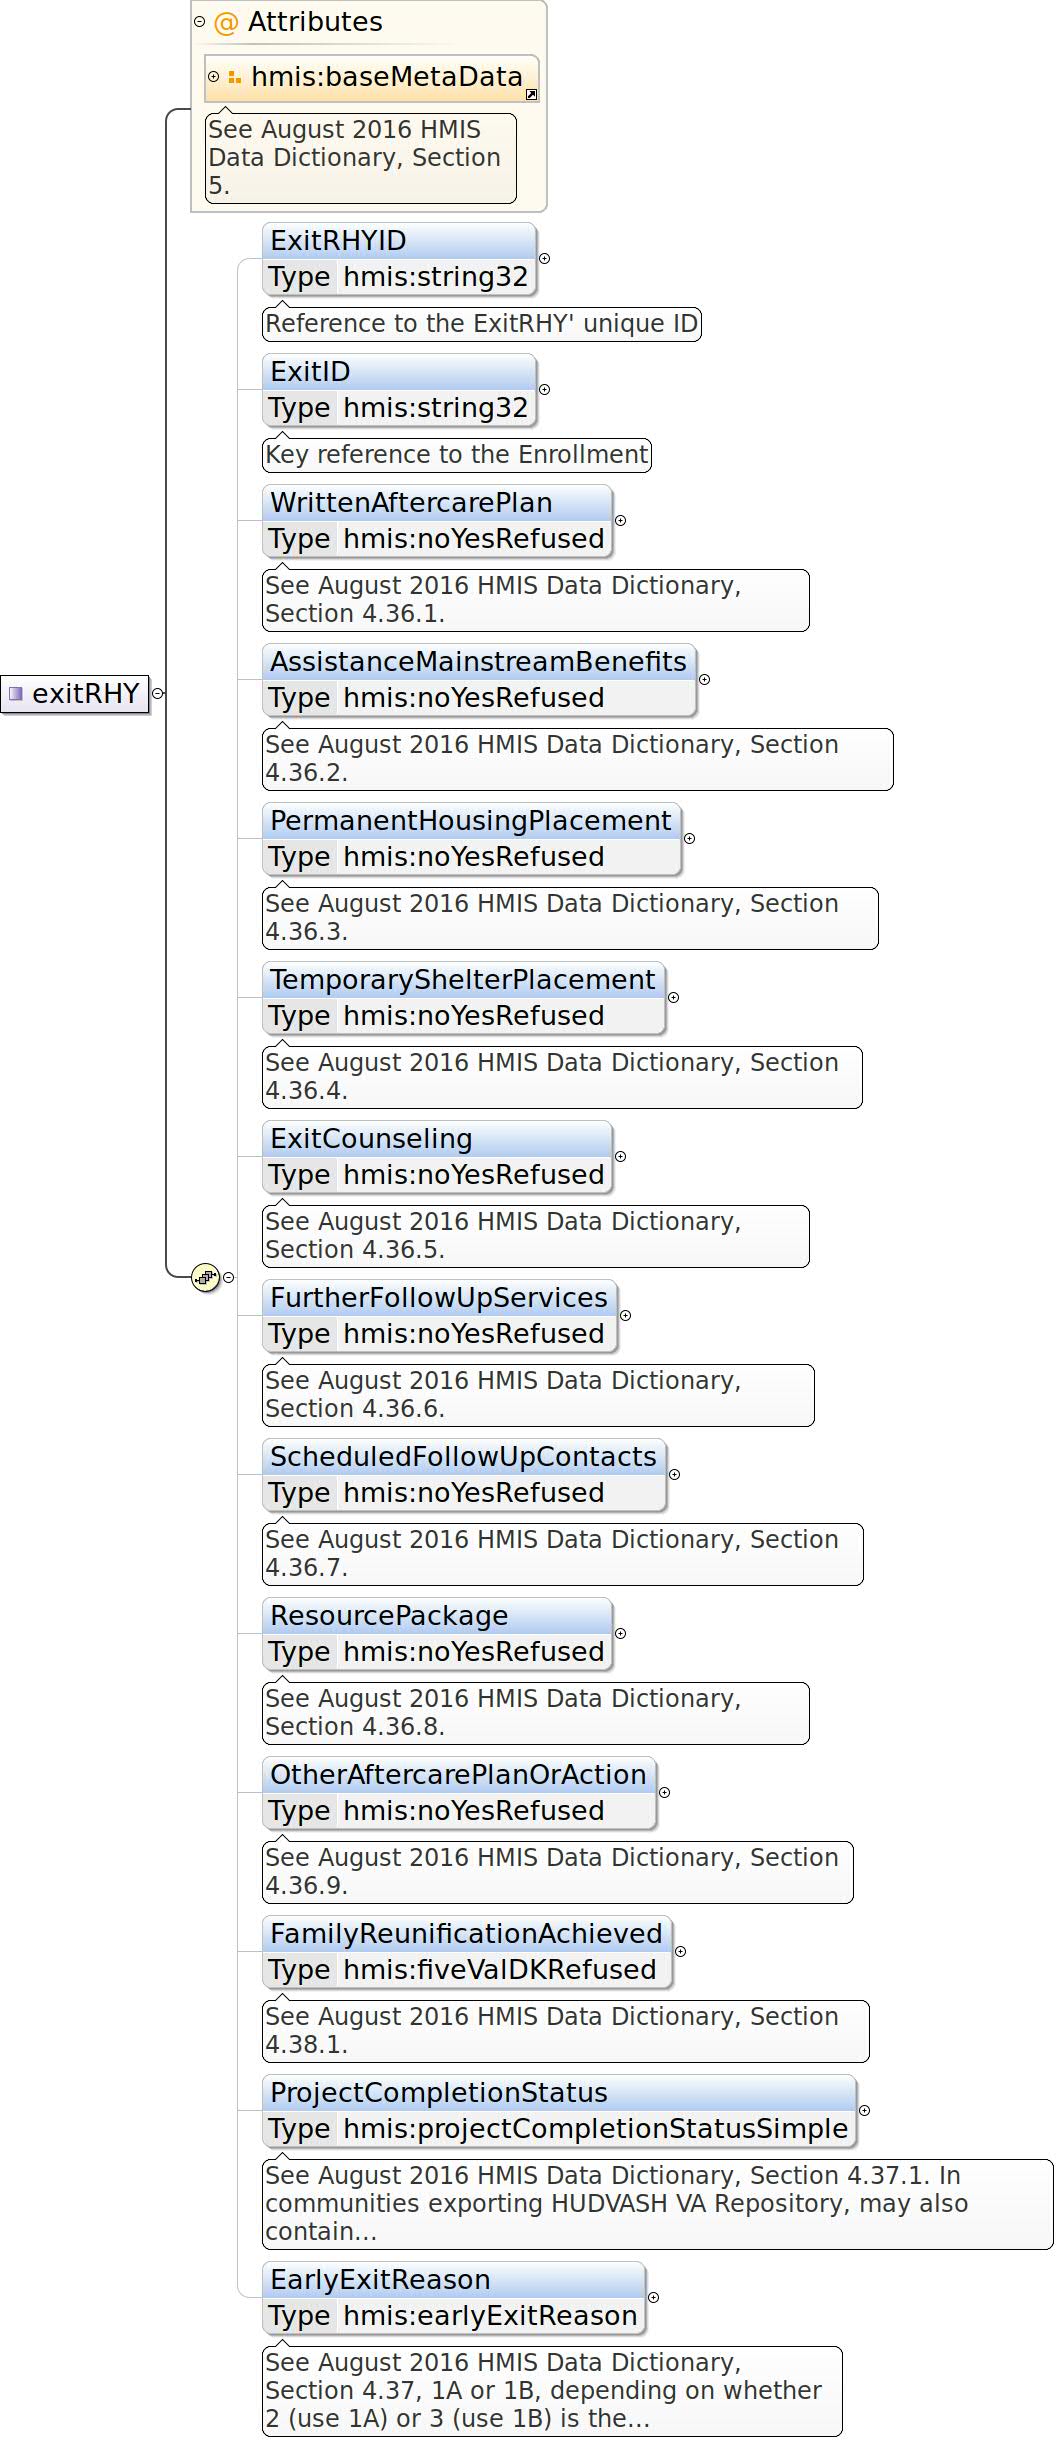 @ Attributes
hmis:baseMetaData
See August 2016 HMIS
Data Dictionary, Section
5.
ExitRHYID
Type hmis:string32
Reference to the ExitRHY' unique ID
ExitID
Type hmis:string32
Key reference to the Enrollment
WrittenAftercarePlan
Type hmis:noYesRefused
See August 2016 HMIS Data Dictionary,
Section 4.36.1.
exitRHY
AssistanceMainstreamBenefits
Type hmis:noYesRefused
See August 2016 HMIS Data Dictionary, Section
4.36.2.
PermanentHousingPlacement
Type hmis:noYesRefused
See August 2016 HMIS Data Dictionary, Section
4.36.3.
TemporaryShelterPlacement
Type hmis:noYesRefused
See August 2016 HMIS Data Dictionary, Section
4.36.4.
ExitCounseling
Type hmis:noYesRefused
See August 2016 HMIS Data Dictionary,
Section 4.36.5.
FurtherFollowUpServices
Type hmis:noYesRefused
See August 2016 HMIS Data Dictionary,
Section 4.36.6.
ScheduledFollowUpContacts
Type hmis:noYesRefused
See August 2016 HMIS Data Dictionary, Section
4.36.7.
ResourcePackage
Type hmis:noYesRefused
See August 2016 HMIS Data Dictionary,
Section 4.36.8.
OtherAftercarePlanOrAction
Type hmis:noYesRefused
See August 2016 HMIS Data Dictionary, Section
4.36.9.
FamilyReunificationAchieved
Type hmis:fiveValDKRefused
See August 2016 HMIS Data Dictionary, Section
4.38.1.
ProjectCompletionStatus
Type hmis:projectCompletionStatusSimple
See August 2016 HMIS Data Dictionary, Section 4.37.1. In
communities exporting HUDVASH VA Repository, may also
contain...
EarlyExitReason
Type hmis:earlyExitReason
See August 2016 HMIS Data Dictionary,
Section 4.37, 1A or 1B, depending on whether
2 (use 1A) or 3 (use 1B) is the...